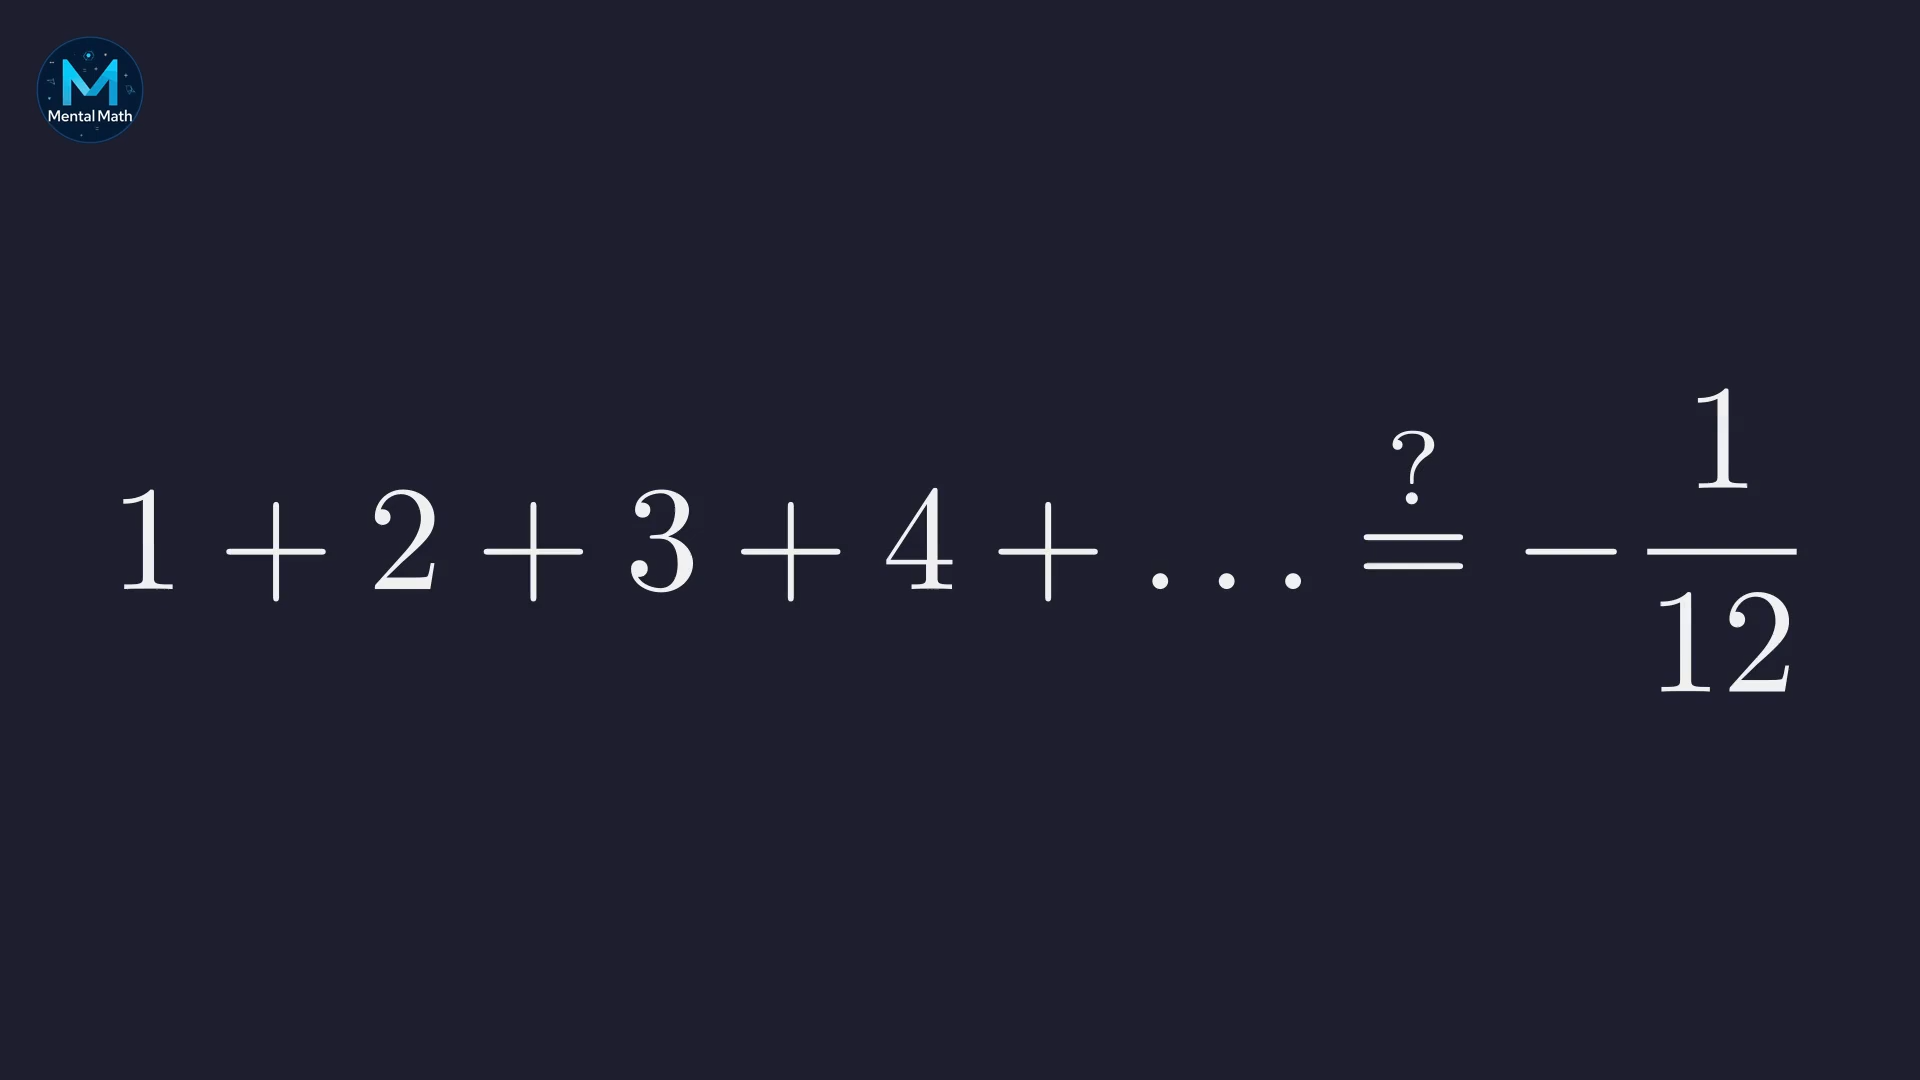 M
Mental Math
1 + 2 + 3 + 4 + ... =? -1/12